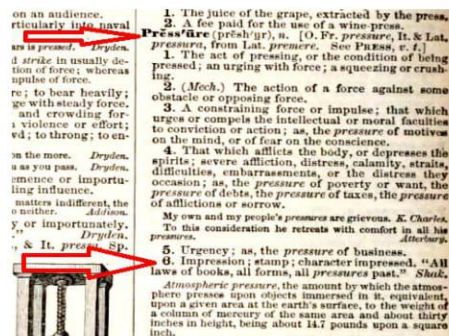 on an audience.
rticularly into naval
ars is pressed. Dryden.
d strike in usually de-
tion of force; whereas
mpulse of force.
re; to bear heavily;
ge with steady force.
and crowding for-
violence or effort;
vd; to throng; to en-
on the more. Dryden.
u as you pass. Dryden.
emence or importu-
ling influence.
matters indifferent, the
o neither. Addison.
y or importunately.
." Dryden.
., & It. pressa, Sp.
1. The juice of the grape, extracted by the press.
2. A fee paid for the use of a wine-press.
Prĕss'ūre (prĕsh'ụr), n. [O. Fr. pressure, It. & Lat.
pressura, from Lat. premere. See PRESS, v. t.]
1. The act of pressing, or the condition of being
pressed; an urging with force; a squeezing or crush-
ing.
2. (Mech.) The action of a force against some
obstacle or opposing force.
3. A constraining force or impulse; that which
urges or compels the intellectual or moral faculties
to conviction or action; as, the pressure of motives
on the mind, or of fear on the conscience.
4. That which afflicts the body, or depresses the
spirits; severe affliction, distress, calamity, straits,
difficulties, embarrassments, or the distress they
occasion; as, the pressure of poverty or want, the
pressure of debts, the pressure of taxes, the pressure
of afflictions or sorrow.
My own and my people's pressures are grievous. K. Charles.
To this consideration he retreats with comfort in all his
pressures. Atterbury.
5. Urgency; as, the pressure of business.
6. Impression; stamp; character impressed. "All
laws of books, all forms, all pressures past." Shak.
Atmospheric pressure, the amount by which the atmos-
phere presses upon objects immersed in it, equivalent,
upon a given area at the earth's surface, to the weight of
a column of mercury of the same area and about thirty
inches in height, being about 14.7 pounds upon a square
inch.